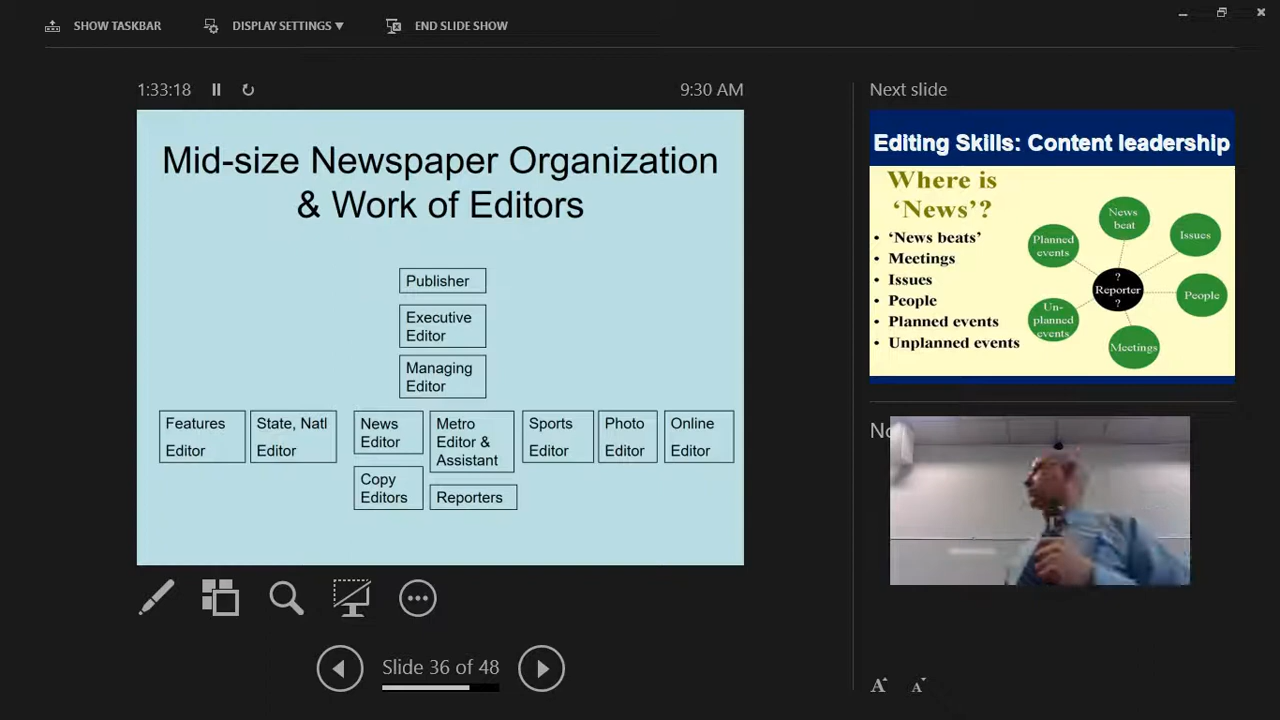 SHOW TASKBAR
DISPLAY SETTINGS ▼
END SLIDE SHOW
1:33:18
9:30 AM
Mid-size Newspaper Organization
& Work of Editors
Publisher
Executive
Editor
Managing
Editor
Features
Editor
State, Natl
Editor
News
Editor
Metro
Editor &
Assistant
Sports
Editor
Photo
Editor
Online
Editor
Copy
Editors
Reporters
Slide 36 of 48
Next slide
Editing Skills: Content leadership
Where is
‘News’?
• ‘News beats’
• Meetings
• Issues
• People
• Planned events
• Unplanned events
News
beat
Planned
events
Issues
?
Reporter
?
People
Un-
planned
events
Meetings
A
A